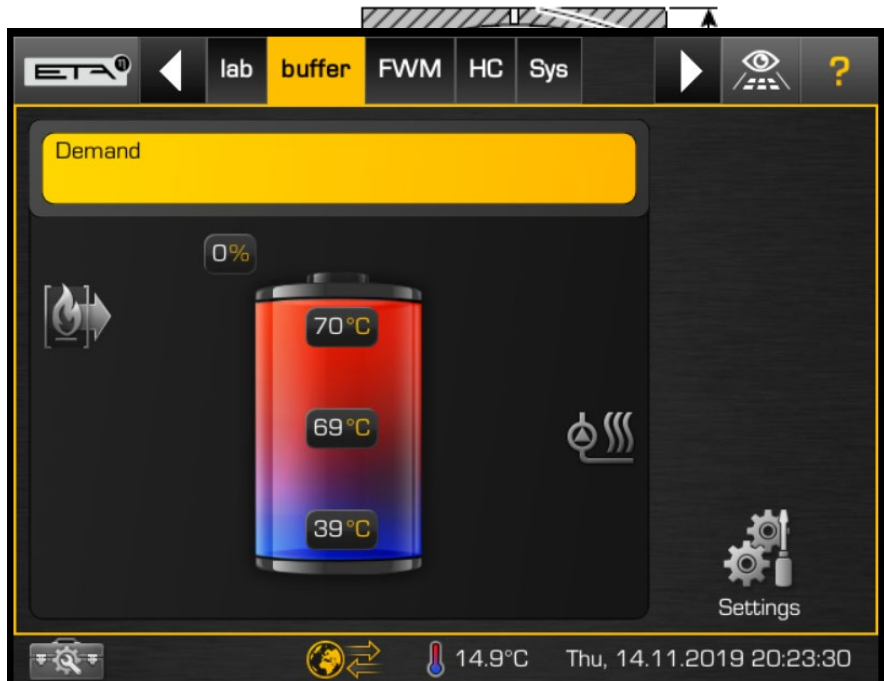 ETA η lab buffer FWM HC Sys ?
Demand
0%
70°C
69°C
39°C
Settings
14.9°C Thu, 14.11.2019 20:23:30